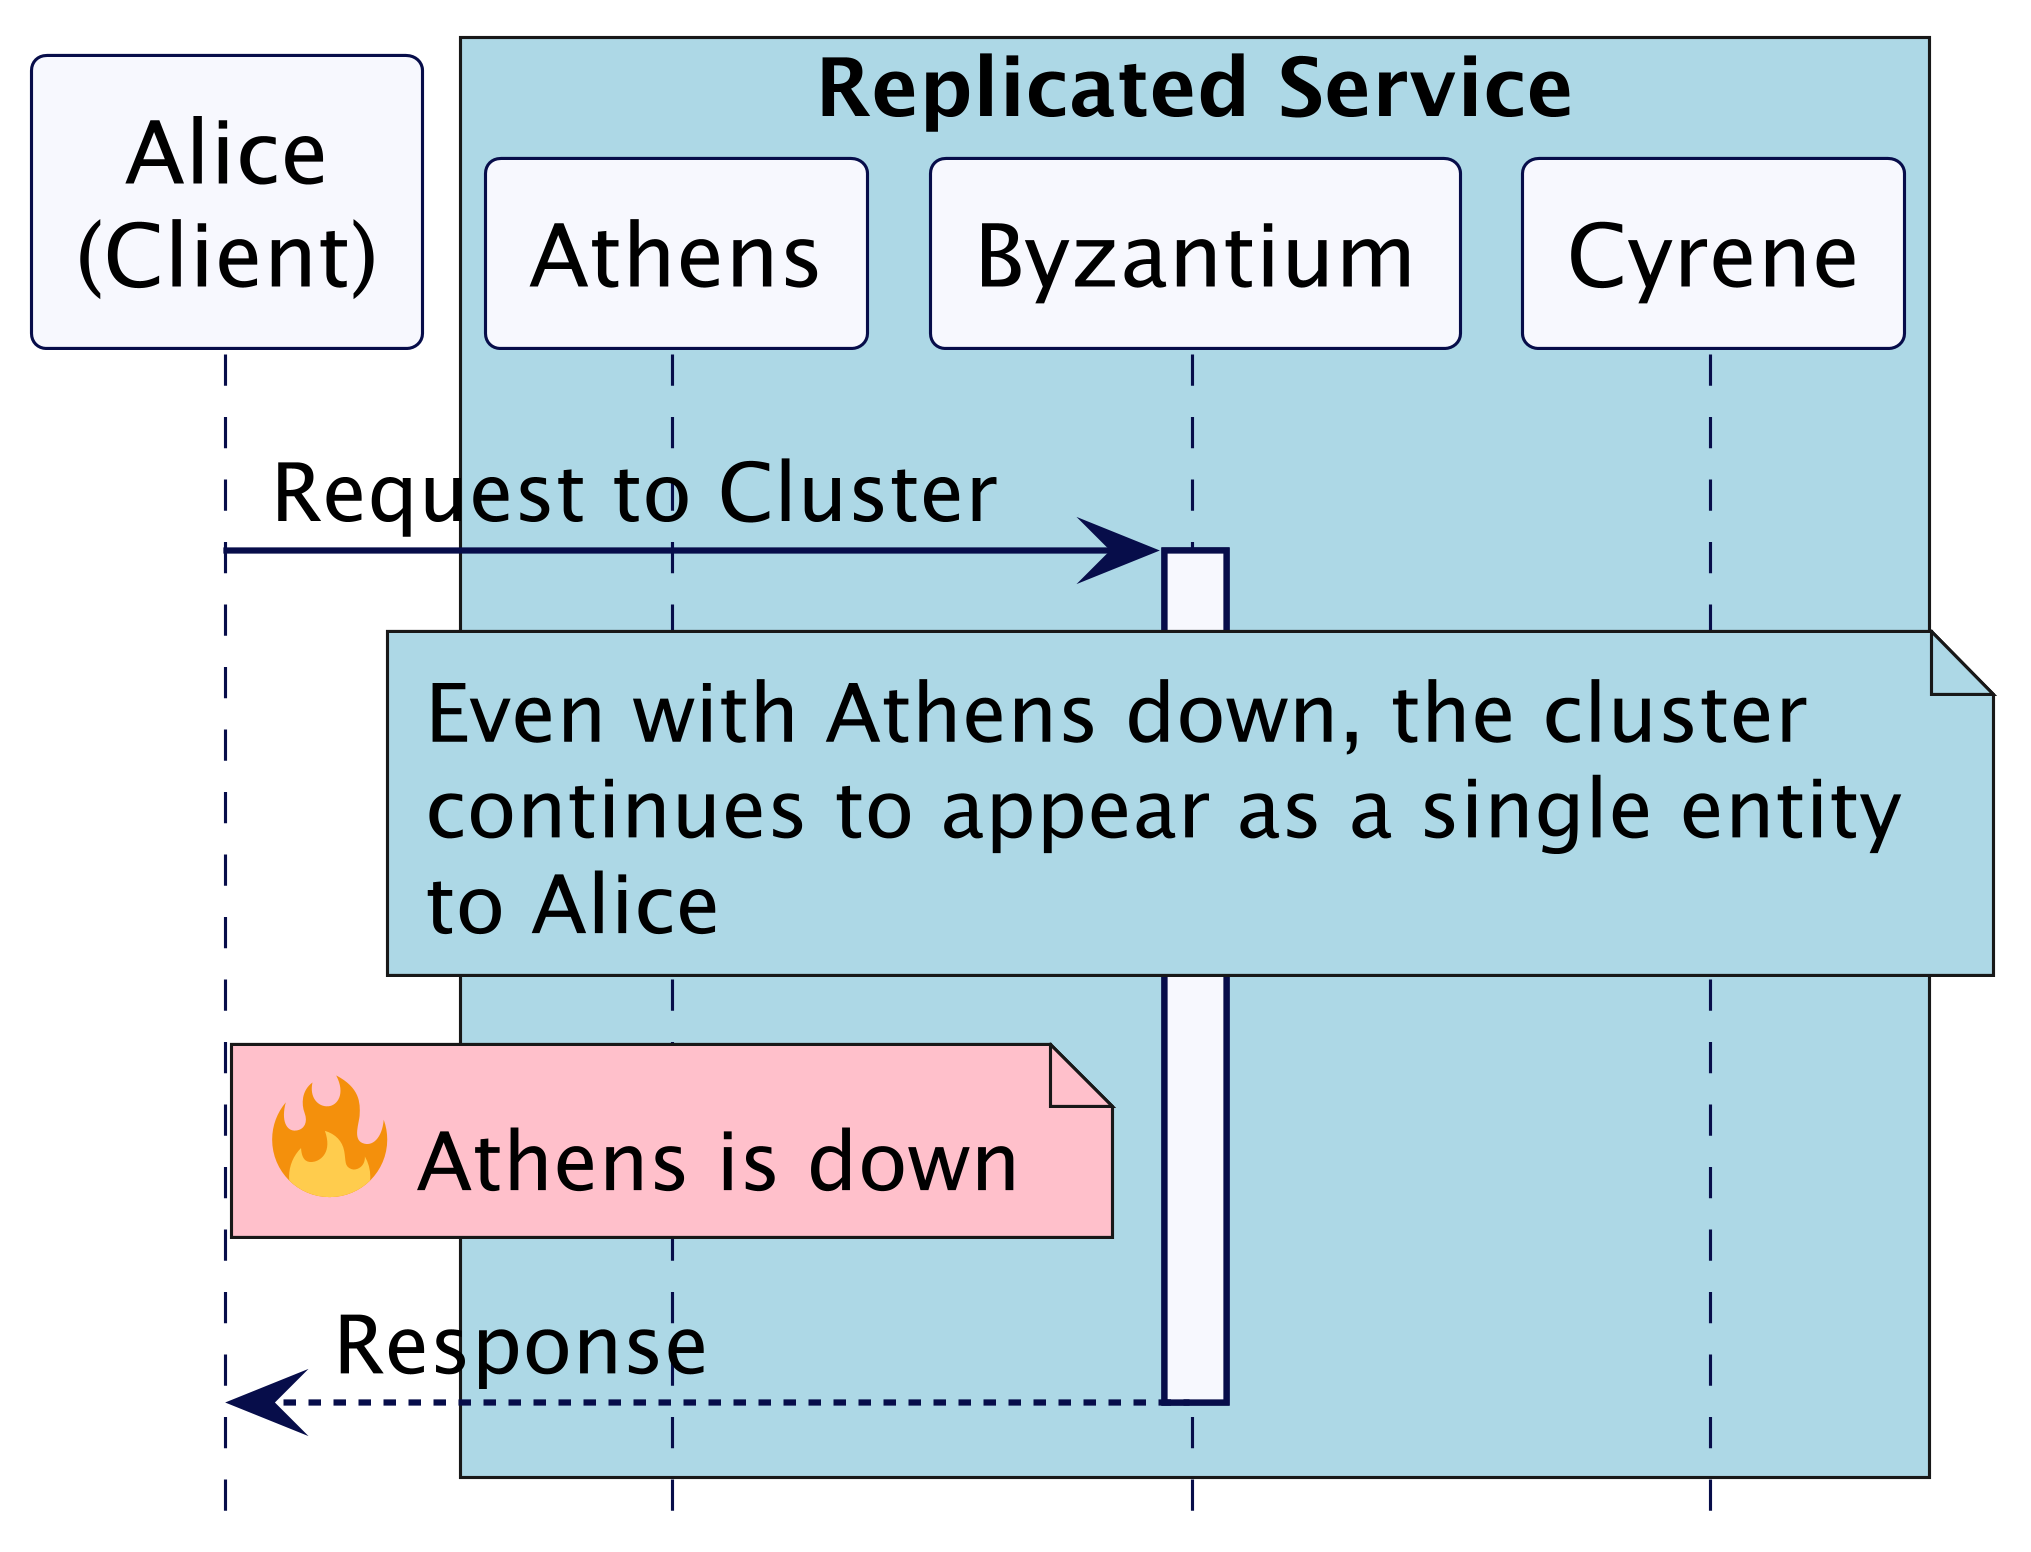 Replicated Service
Alice
(Client)
Athens
Byzantium
Cyrene
Request to Cluster
Even with Athens down, the cluster
continues to appear as a single entity
to Alice
Athens is down
Response